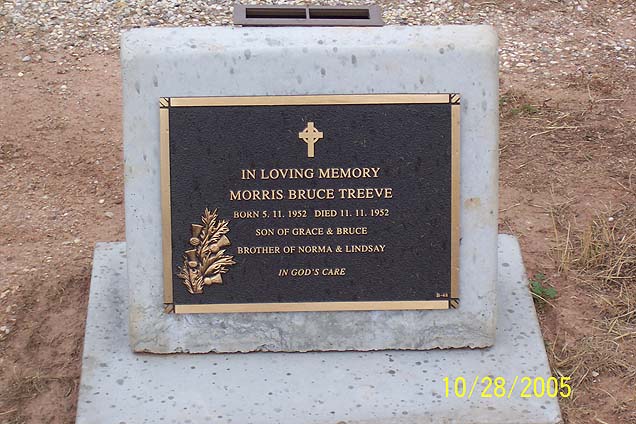 IN LOVING MEMORY
MORRIS BRUCE TREEVE
BORN 5. 11. 1952 DIED 11. 11. 1952
SON OF GRACE & BRUCE
BROTHER OF NORMA & LINDSAY
IN GOD'S CARE
B-48
10/28/2005